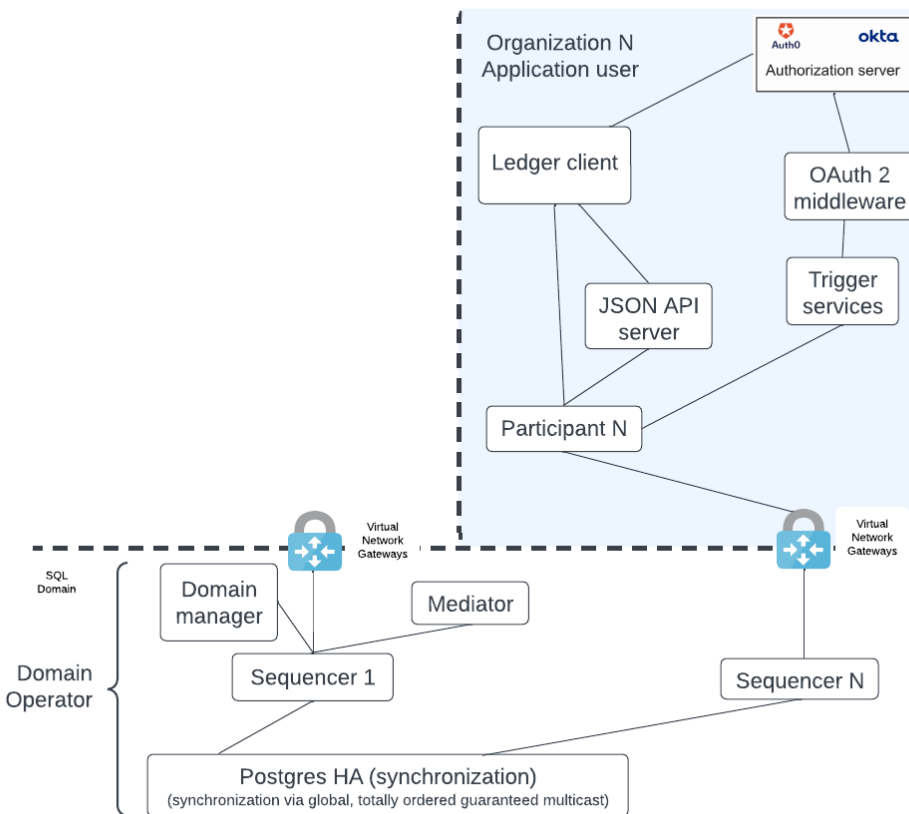 Organization N
Application user
Auth0
okta
Authorization server
Ledger client
OAuth 2
middleware
JSON API
server
Trigger
services
Participant N
Virtual
Network
Gateways
Virtual
Network
Gateways
SQL
Domain
Domain
manager
Mediator
Domain
Operator
Sequencer 1
Sequencer N
Postgres HA (synchronization)
(synchronization via global, totally ordered guaranteed multicast)